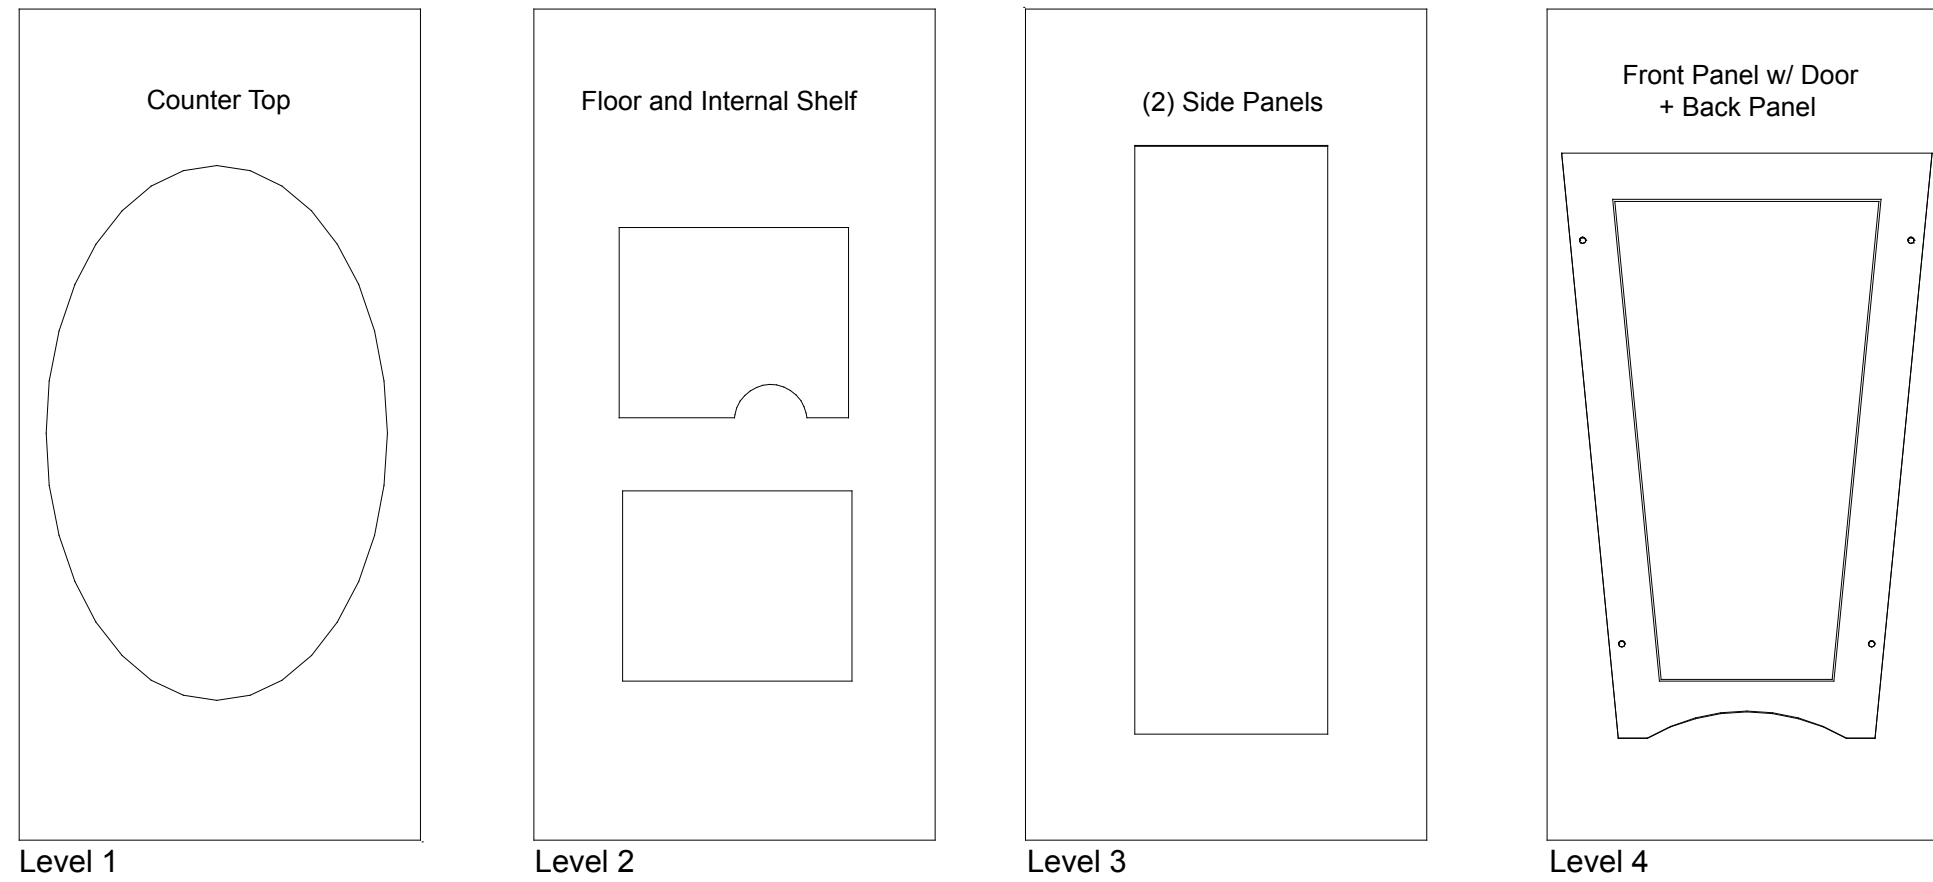 Counter Top
Floor and Internal Shelf
(2) Side Panels
Front Panel w/ Door
+ Back Panel
Level 1
Level 2
Level 3
Level 4